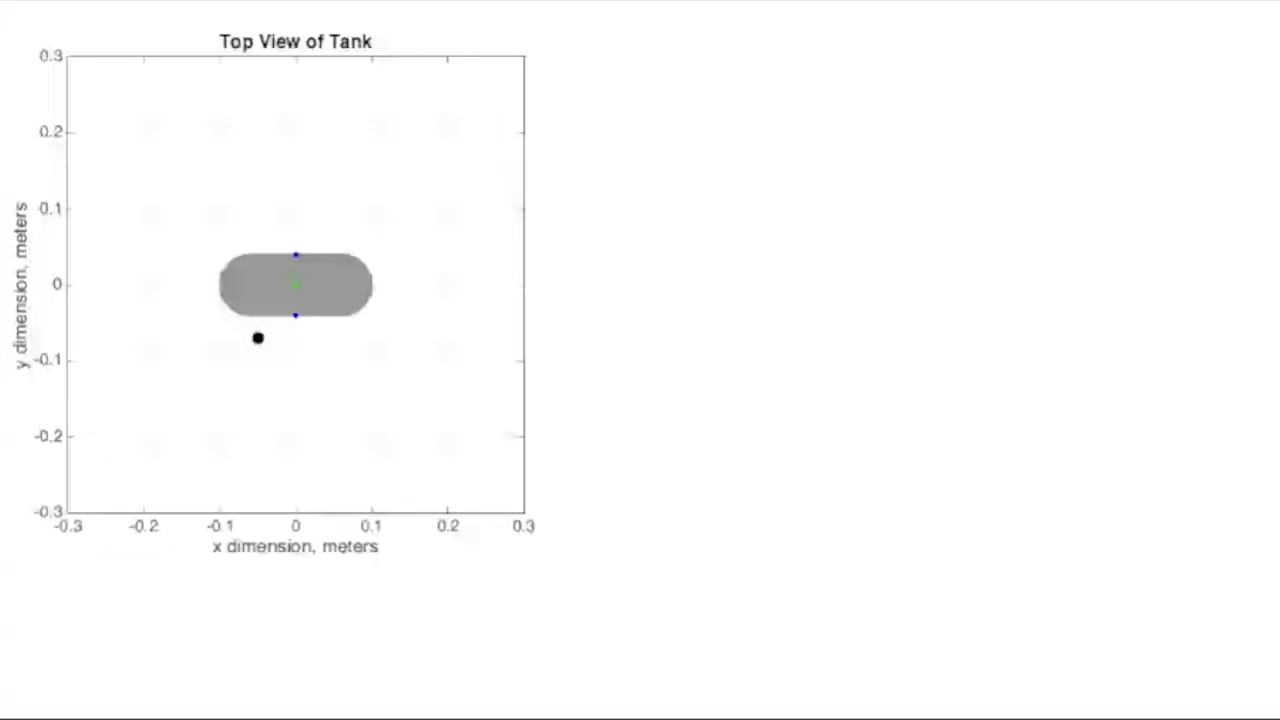 Top View of Tank
0.3
0.2
0.1
0
-0.1
-0.2
-0.3
y dimension, meters
-0.3 -0.2 -0.1 0 0.1 0.2 0.3
x dimension, meters